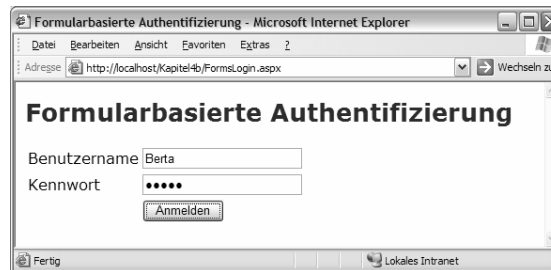 Formularbasierte Authentifizierung - Microsoft Internet Explorer
Datei Bearbeiten Ansicht Favoriten Extras ?
Adresse http://localhost/Kapitel4b/FormsLogin.aspx Wechseln zu
Formularbasierte Authentifizierung
Benutzername Berta
Kennwort •••••
Anmelden
Fertig Lokales Intranet